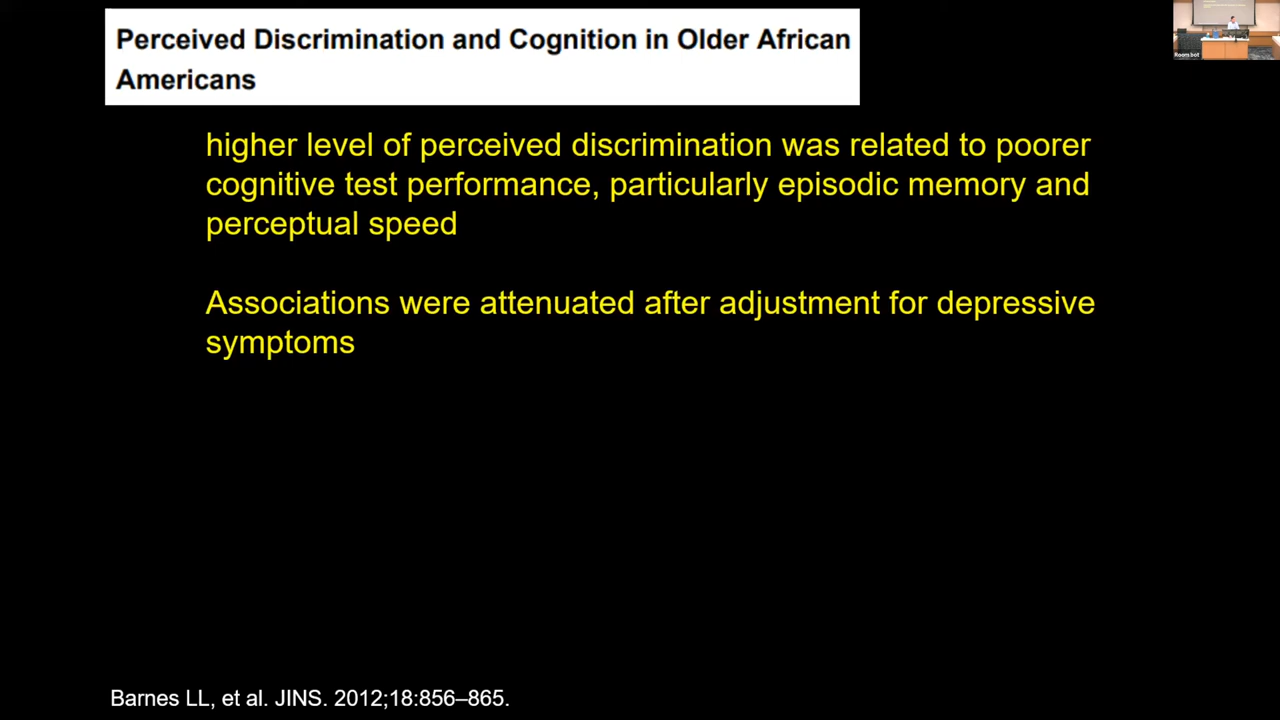 Perceived Discrimination and Cognition in Older African
Americans
higher level of perceived discrimination was related to poorer
cognitive test performance, particularly episodic memory and
perceptual speed
Associations were attenuated after adjustment for depressive
symptoms
Barnes LL, et al. JINS. 2012;18:856–865.
Room bot